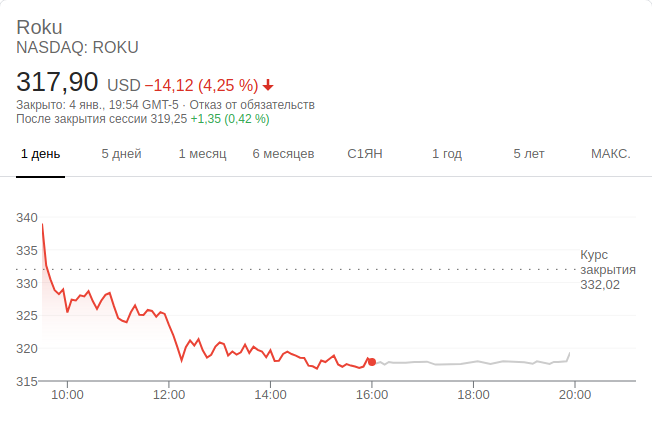 Roku
NASDAQ: ROKU
317,90 USD −14,12 (4,25 %)
Закрыто: 4 янв., 19:54 GMT-5 · Отказ от обязательств
После закрытия сессии 319,25 +1,35 (0,42 %)
1 день 5 дней 1 месяц 6 месяцев С1ЯН 1 год 5 лет МАКС.
340
335
Курс
закрытия
332,02
330
325
320
315
10:00 12:00 14:00 16:00 18:00 20:00